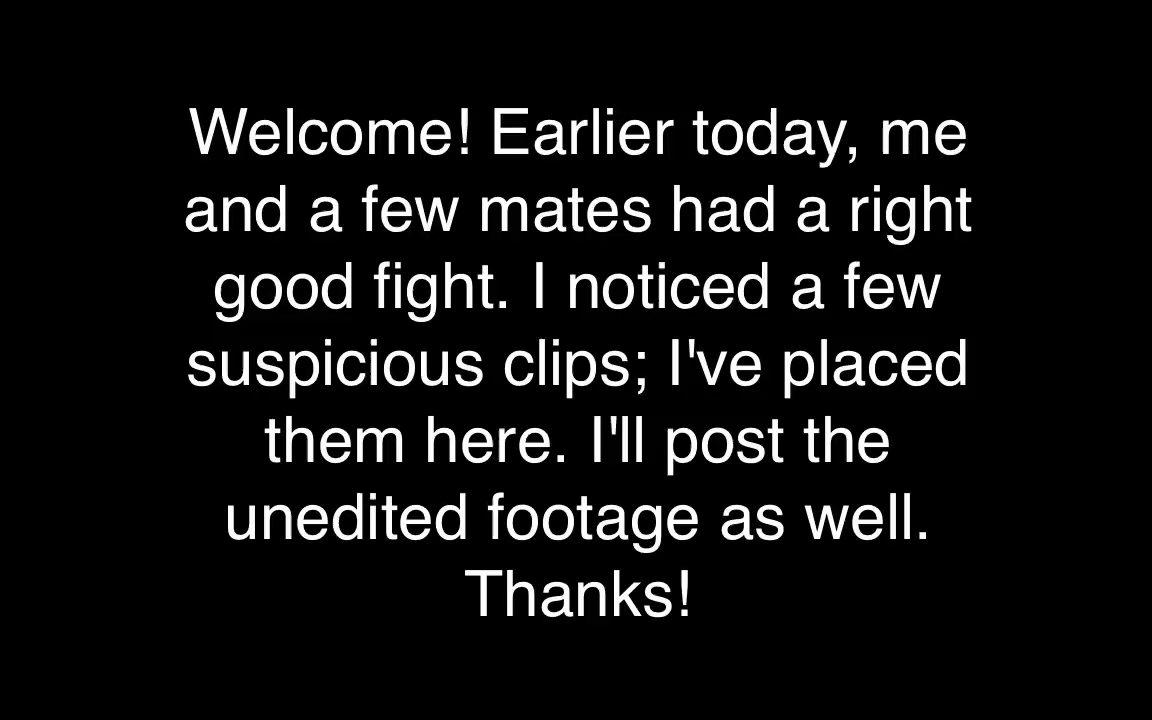 Welcome! Earlier today, me
and a few mates had a right
good fight. I noticed a few
suspicious clips; I've placed
them here. I'll post the
unedited footage as well.
Thanks!